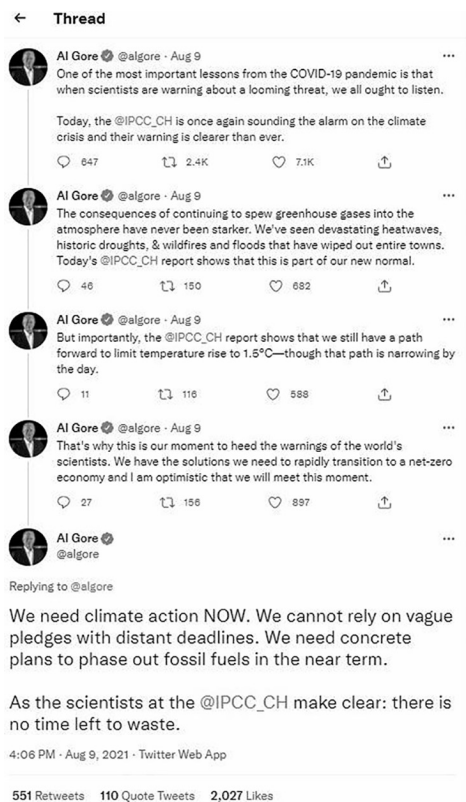 Thread
Al Gore @algore · Aug 9
One of the most important lessons from the COVID-19 pandemic is that
when scientists are warning about a looming threat, we all ought to listen.
Today, the @IPCC_CH is once again sounding the alarm on the climate
crisis and their warning is clearer than ever.
647 2.4K 7.1K
Al Gore @algore · Aug 9
The consequences of continuing to spew greenhouse gases into the
atmosphere have never been starker. We've seen devastating heatwaves,
historic droughts, & wildfires and floods that have wiped out entire towns.
Today's @IPCC_CH report shows that this is part of our new normal.
46 150 682
Al Gore @algore · Aug 9
But importantly, the @IPCC_CH report shows that we still have a path
forward to limit temperature rise to 1.5°C—though that path is narrowing by
the day.
11 116 588
Al Gore @algore · Aug 9
That's why this is our moment to heed the warnings of the world's
scientists. We have the solutions we need to rapidly transition to a net-zero
economy and I am optimistic that we will meet this moment.
27 156 897
Al Gore
@algore
Replying to @algore
We need climate action NOW. We cannot rely on vague
pledges with distant deadlines. We need concrete
plans to phase out fossil fuels in the near term.
As the scientists at the @IPCC_CH make clear: there is
no time left to waste.
4:06 PM · Aug 9, 2021 · Twitter Web App
551 Retweets 110 Quote Tweets 2,027 Likes